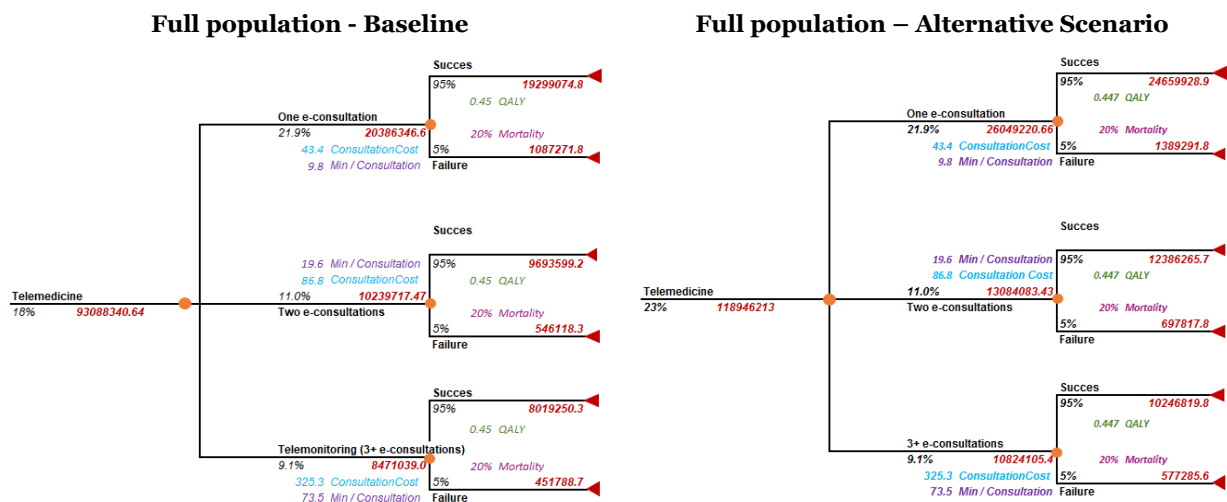 Full population - Baseline
Succes
95% 19299074.8
0.45 QALY
One e-consultation
21.9% 20386346.6
20% Mortality
43.4 ConsultationCost
5% 1087271.8
9.8 Min / Consultation
Failure
Succes
19.6 Min / Consultation
95% 9693599.2
86.8 ConsultationCost
0.45 QALY
Telemedicine
11.0% 10239717.47
18% 93088340.64
Two e-consultations
20% Mortality
5% 546118.3
Failure
Succes
95% 8019250.3
0.45 QALY
Telemonitoring (3+ e-consultations)
9.1% 8471039.0
20% Mortality
325.3 ConsultationCost
5% 451788.7
73.5 Min / Consultation
Failure
Full population – Alternative Scenario
Succes
95% 24659928.9
0.447 QALY
One e-consultation
21.9% 26049220.66
20% Mortality
43.4 ConsultationCost
5% 1389291.8
9.8 Min / Consultation
Failure
Succes
19.6 Min / Consultation
95% 12386265.7
86.8 Consultation Cost
0.447 QALY
Telemedicine
11.0% 13084083.43
23% 118946213
Two e-consultations
20% Mortality
5% 697817.8
Failure
Succes
95% 10246819.8
0.447 QALY
3+ e-consultations
9.1% 10824105.4
20% Mortality
325.3 ConsultationCost
5% 577285.6
73.5 Min / Consultation
Failure